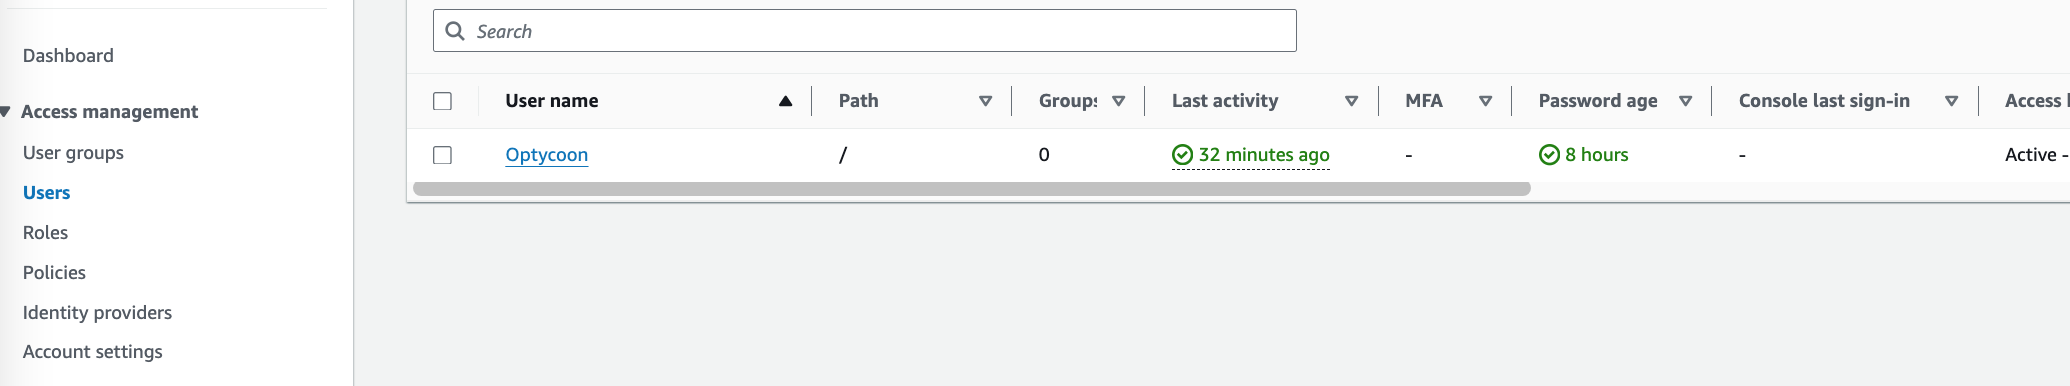 Search
Dashboard
Access management
User groups
Users
Roles
Policies
Identity providers
Account settings
User name Path Groups Last activity MFA Password age Console last sign-in Access
Optycoon / 0 32 minutes ago - 8 hours - Active -